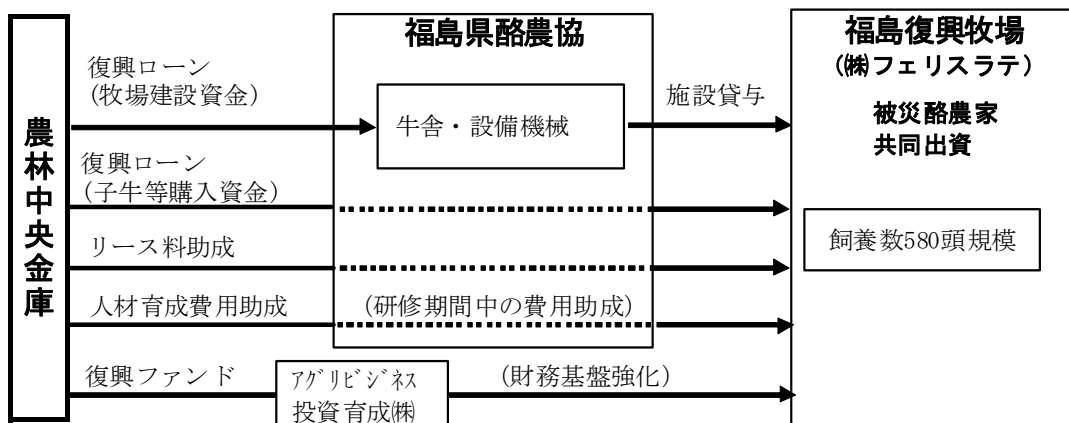 農林中央金庫
復興ローン
(牧場建設資金)
復興ローン
(子牛等購入資金)
リース料助成
人材育成費用助成
復興ファンド
福島県酪農協
牛舎・設備機械
(研修期間中の費用助成)
ｱｸﾞﾘﾋﾞｼﾞﾈｽ
投資育成㈱
施設貸与
(財務基盤強化)
福島復興牧場
(㈱フェリスラテ)
被災酪農家
共同出資
飼養数580頭規模